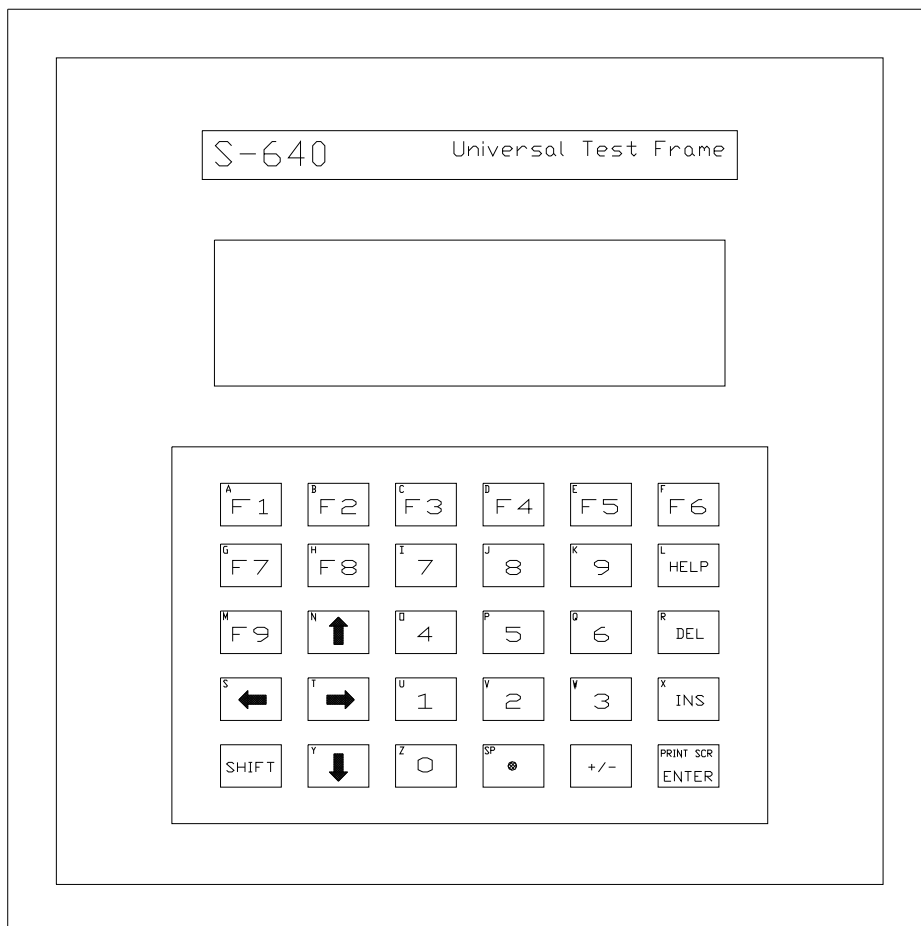 S-640 Universal Test Frame
A B C D E F
F1 F2 F3 F4 F5 F6
G H I J K L
F7 F8 7 8 9 HELP
M N O P Q R
F9 4 5 6 DEL
S T U V W X
1 2 3 INS
Y Z SP PRINT SCR
SHIFT 0 +/- ENTER